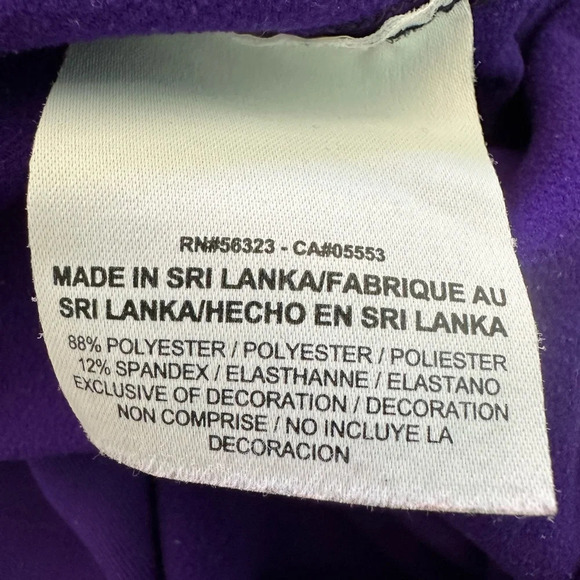 RN#56323 - CA#05553
MADE IN SRI LANKA/FABRIQUE AU
SRI LANKA/HECHO EN SRI LANKA
88% POLYESTER / POLYESTER / POLIESTER
12% SPANDEX / ELASTHANNE / ELASTANO
EXCLUSIVE OF DECORATION / DECORATION
NON COMPRISE / NO INCLUYE LA
DECORACION